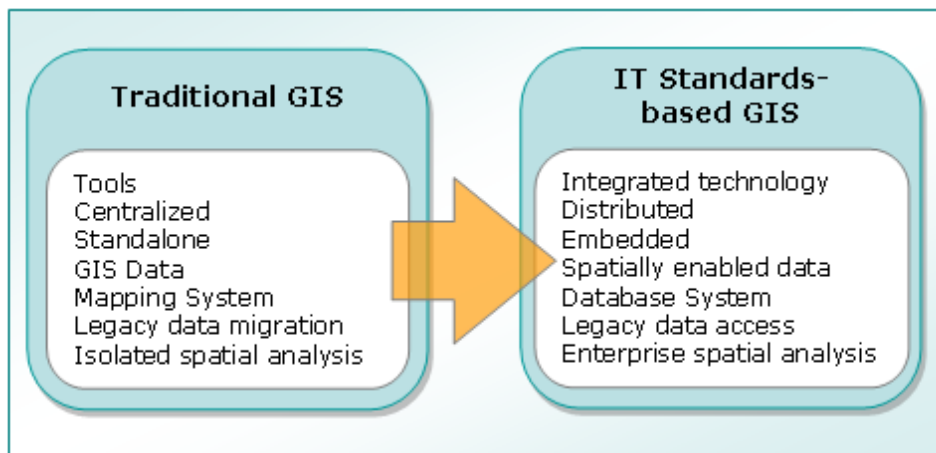 Traditional GIS
Tools
Centralized
Standalone
GIS Data
Mapping System
Legacy data migration
Isolated spatial analysis
IT Standards-
based GIS
Integrated technology
Distributed
Embedded
Spatially enabled data
Database System
Legacy data access
Enterprise spatial analysis